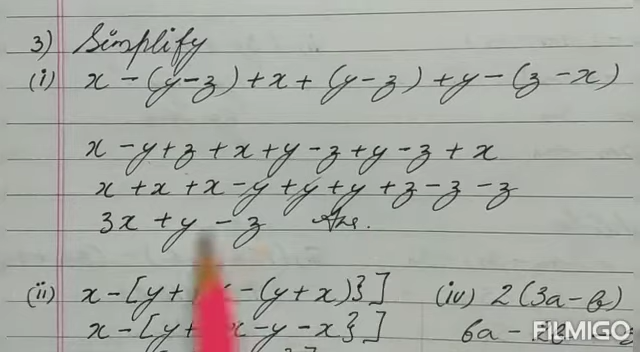 3) Simplify
(i) x - (y-z) + x + (y-z) + y - (z-x)
x - y + z + x + y - z + y - z + x
x + x + x - y + y + y + z - z - z
3x + y - z Ans.
(ii) x - [y + - (y+x)}] (iv) 2(3a-b)
x - [y + x - y - x}] 6a -
FILMIGO